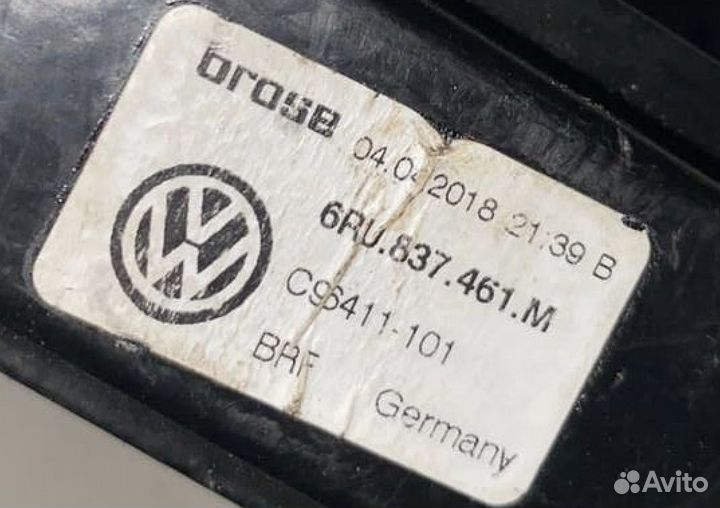 brose
04.04.2018 21:39 B
6RU.837.461.M
C96411-101
BRF
Germany
Avito